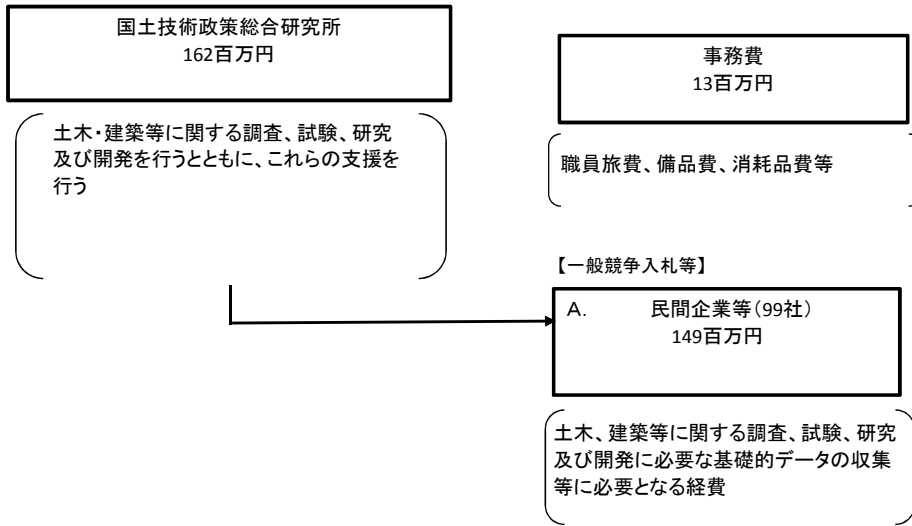 国土技術政策総合研究所
162百万円
土木・建築等に関する調査、試験、研究
及び開発を行うとともに、これらの支援を
行う
事務費
13百万円
職員旅費、備品費、消耗品費等
【一般競争入札等】
A. 民間企業等(99社)
149百万円
土木、建築等に関する調査、試験、研究
及び開発に必要な基礎的データの収集
等に必要となる経費